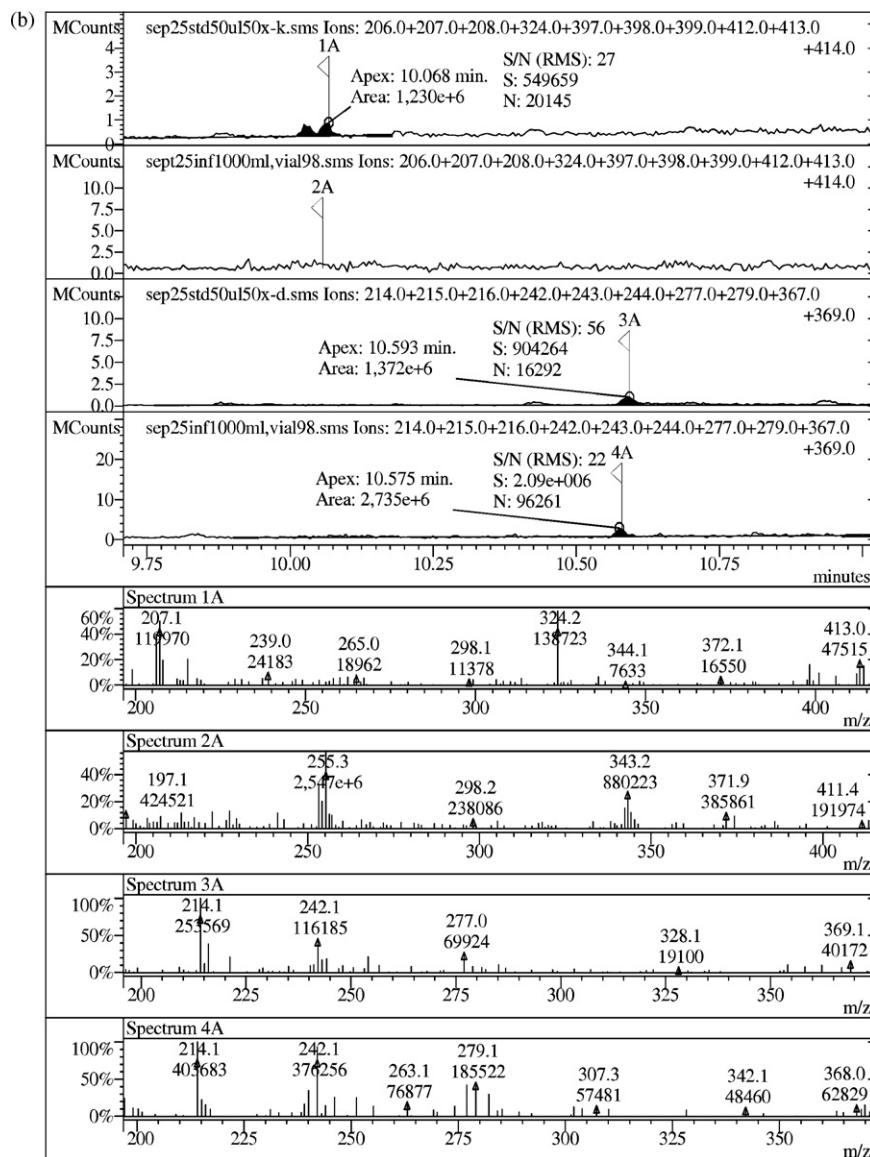 (b)
MCounts sep25std50ul50x-k.sms Ions: 206.0+207.0+208.0+324.0+397.0+398.0+399.0+412.0+413.0
+414.0
1A
S/N (RMS): 27
Apex: 10.068 min.
S: 549659
Area: 1,230e+6
N: 20145
4
3
2
1
0
MCounts sept25inf1000ml,vial98.sms Ions: 206.0+207.0+208.0+324.0+397.0+398.0+399.0+412.0+413.0
+414.0
2A
10.0
7.5
5.0
2.5
0.0
MCounts sep25std50ul50x-d.sms Ions: 214.0+215.0+216.0+242.0+243.0+244.0+277.0+279.0+367.0
+369.0
S/N (RMS): 56 3A
Apex: 10.593 min.
S: 904264
Area: 1,372e+6
N: 16292
10.0
7.5
5.0
2.5
0.0
MCounts sep25inf1000ml,vial98.sms Ions: 214.0+215.0+216.0+242.0+243.0+244.0+277.0+279.0+367.0
+369.0
S/N (RMS): 22 4A
Apex: 10.575 min.
S: 2.09e+006
Area: 2,735e+6
N: 96261
20
10
0
9.75 10.00 10.25 10.50 10.75
minutes
Spectrum 1A
60%
40%
20%
0%
207.1 239.0 265.0 298.1 324.2 344.1 372.1 413.0
119970 24183 18962 11378 138723 7633 16550 47515
200 250 300 350 400
m/z
Spectrum 2A
40%
20%
0%
197.1 255.3 298.2 343.2 371.9 411.4
424521 2,547e+6 238086 880223 385861 191974
200 250 300 350 400
m/z
Spectrum 3A
100%
50%
0%
214.1 242.1 277.0 328.1 369.1
253569 116185 69924 19100 40172
200 225 250 275 300 325 350
m/z
Spectrum 4A
100%
50%
0%
214.1 242.1 263.1 279.1 307.3 342.1 368.0
403683 376256 76877 185522 57481 48460 62829
200 225 250 275 300 325 350
m/z